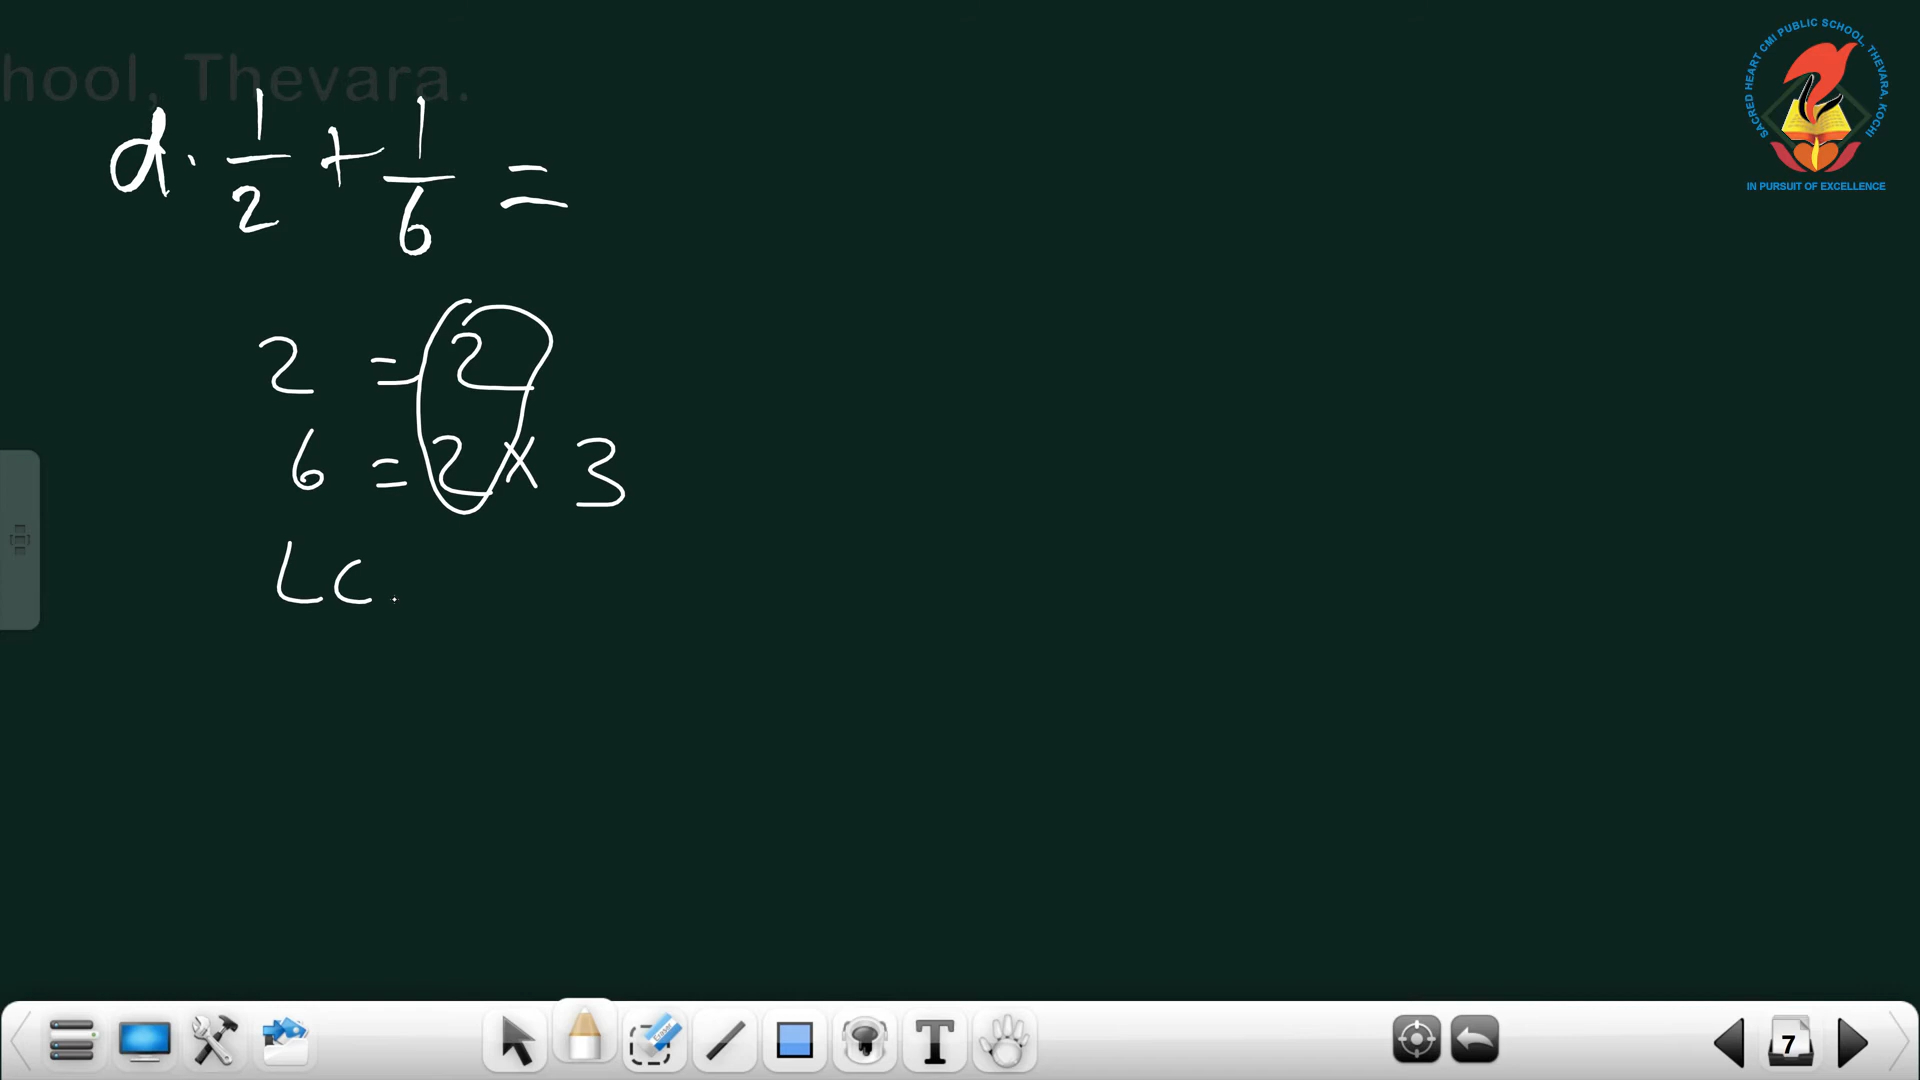 hool, Thevara.
SACRED HEART CMI PUBLIC SCHOOL, THEVARA, KOCHI
IN PURSUIT OF EXCELLENCE
d. 1/2 + 1/6 =
2 = 2
6 = 2 × 3
LC
Eraser
T
7